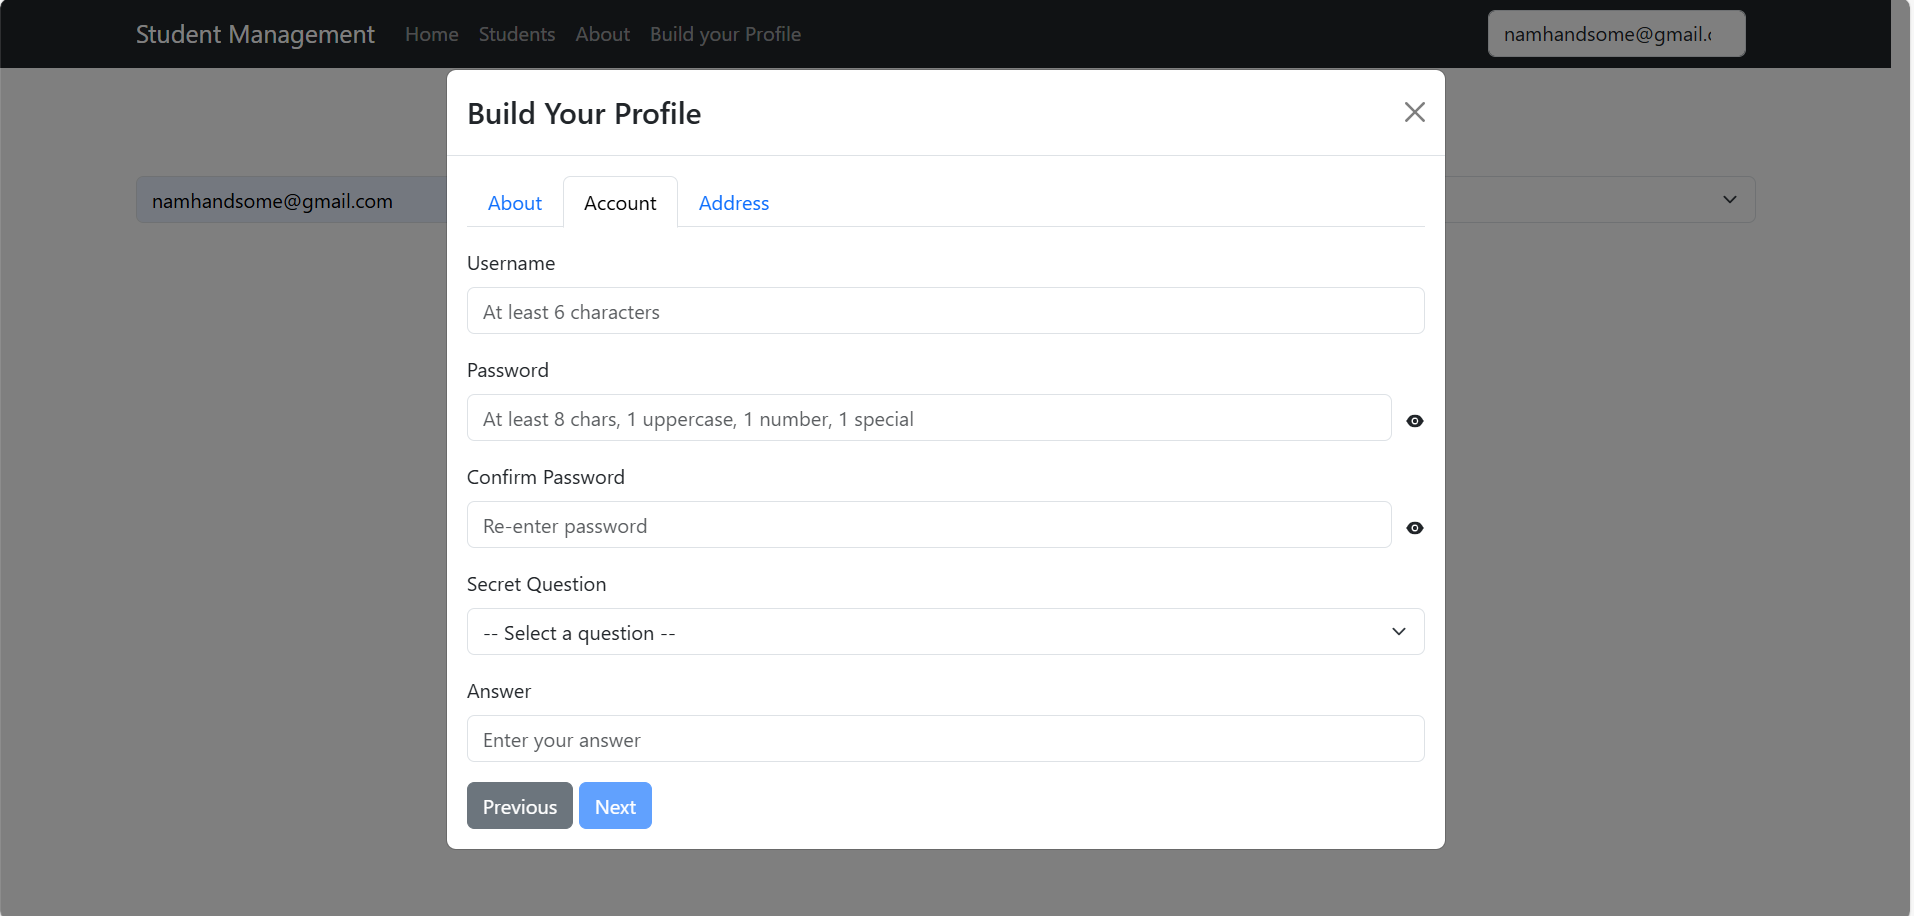 Student Management Home Students About Build your Profile namhandsome@gmail.c
Build Your Profile
namhandsome@gmail.com
About Account Address
Username
At least 6 characters
Password
At least 8 chars, 1 uppercase, 1 number, 1 special
Confirm Password
Re-enter password
Secret Question
-- Select a question --
Answer
Enter your answer
Previous Next